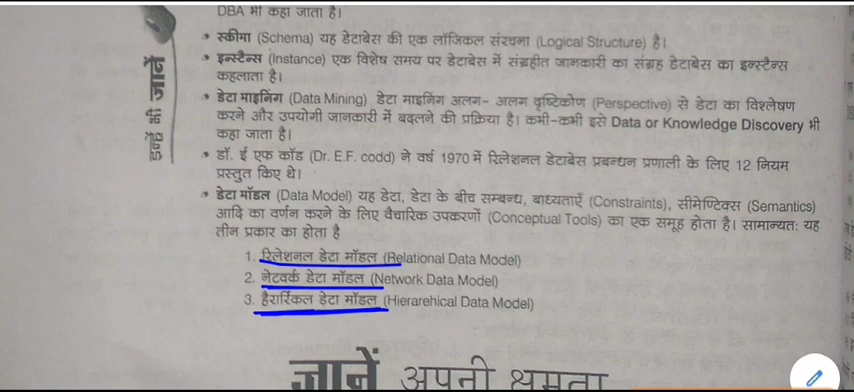 DBA भी कहा जाता है।
• स्कीमा (Schema) यह डेटाबेस की एक लॉजिकल संरचना (Logical Structure) है।
• इन्स्टैन्स (Instance) एक विशेष समय पर डेटाबेस में संग्रहीत जानकारी का संग्रह डेटाबेस का इन्स्टैन्स
कहलाता है।
• डेटा माइनिंग (Data Mining) डेटा माइनिंग अलग- अलग दृष्टिकोण (Perspective) से डेटा का विश्लेषण
करने और उपयोगी जानकारी में बदलने की प्रक्रिया है। कभी-कभी इसे Data or Knowledge Discovery भी
कहा जाता है।
• डॉ. ई एफ कॉड (Dr. E.F. codd) ने वर्ष 1970 में रिलेशनल डेटाबेस प्रबन्धन प्रणाली के लिए 12 नियम
प्रस्तुत किए थे।
• डेटा मॉडल (Data Model) यह डेटा, डेटा के बीच सम्बन्ध, बाध्यताएँ (Constraints), सीमेण्टिक्स (Semantics)
आदि का वर्णन करने के लिए वैचारिक उपकरणों (Conceptual Tools) का एक समूह होता है। सामान्यत: यह
तीन प्रकार का होता है
1. रिलेशनल डेटा मॉडल (Relational Data Model)
2. नेटवर्क डेटा मॉडल (Network Data Model)
3. हैरार्रिकल डेटा मॉडल (Hierarehical Data Model)
इन्हें भी जानें
जानें अपनी क्षमता